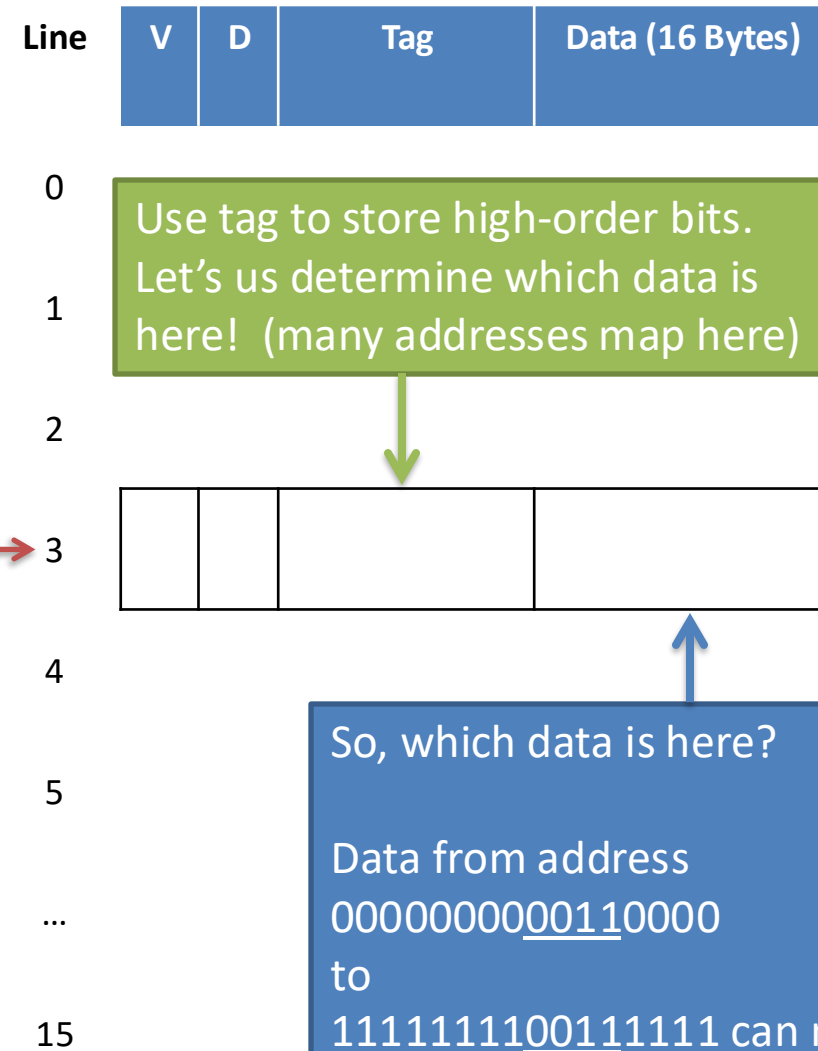 Line V D Tag Data (16 Bytes)
0
Use tag to store high-order bits.
Let's us determine which data is
1
here! (many addresses map here)
2
3
4
So, which data is here?
5
Data from address
0000000000110000
…
to
15
1111111100111111 can